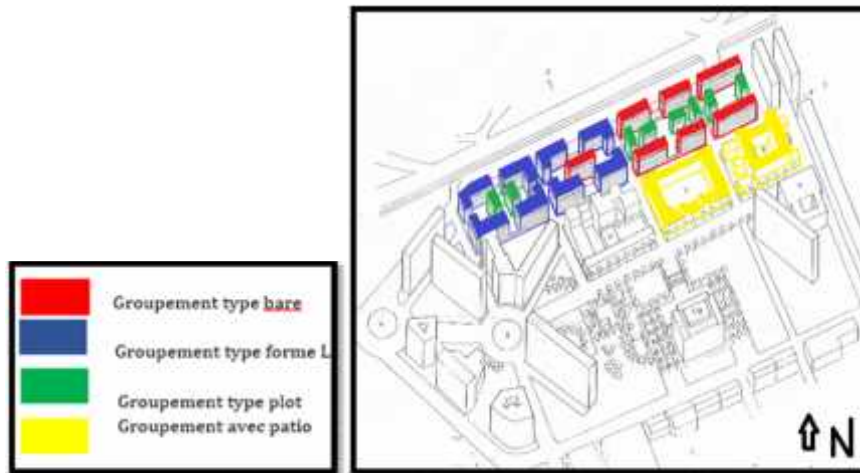 Groupement type bare
Groupement type forme L
Groupement type plot
Groupement avec patio
N